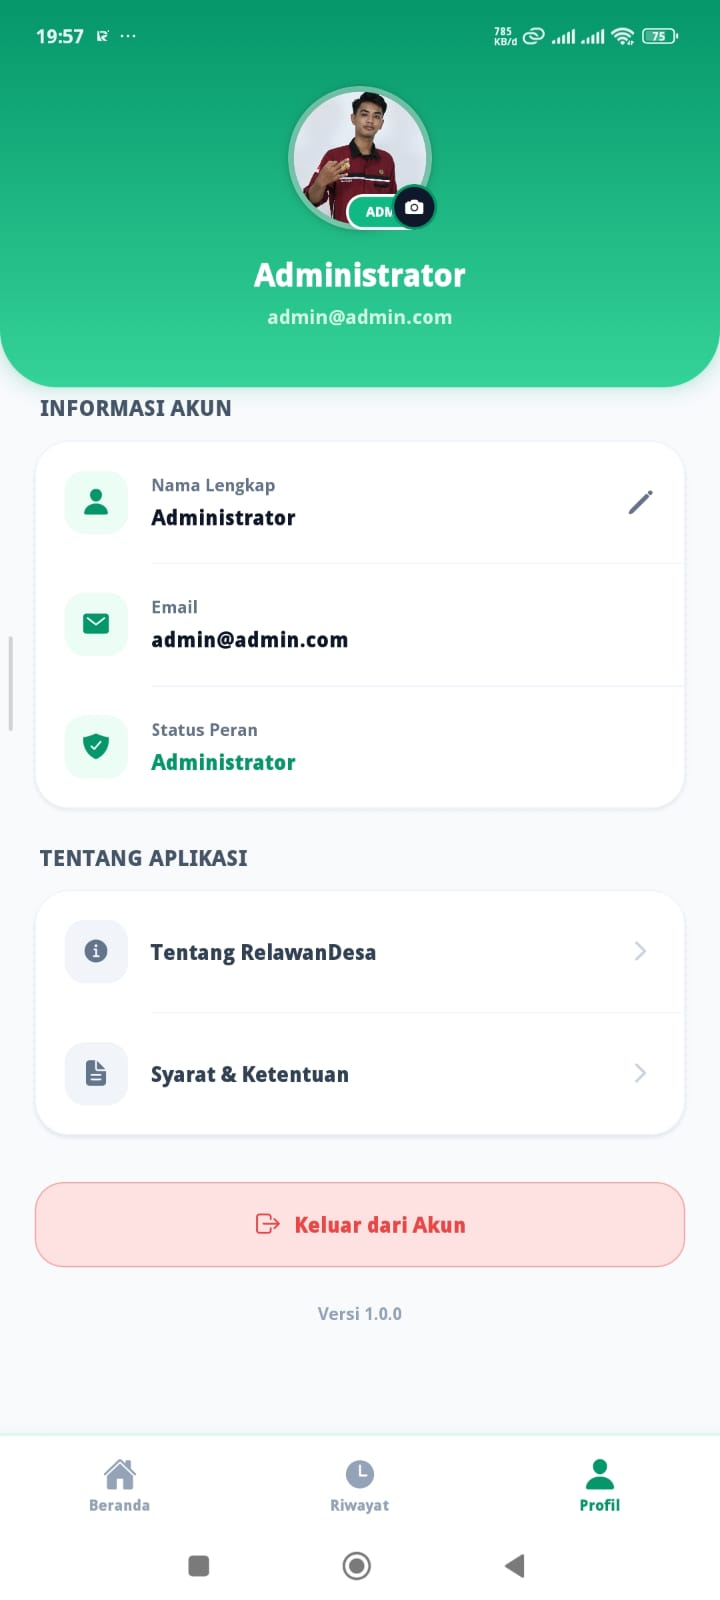 19:57
785
KB/d
75
ADM
Administrator
admin@admin.com
INFORMASI AKUN
Nama Lengkap
Administrator
Email
admin@admin.com
Status Peran
Administrator
TENTANG APLIKASI
Tentang RelawanDesa
Syarat & Ketentuan
Keluar dari Akun
Versi 1.0.0
Beranda
Riwayat
Profil